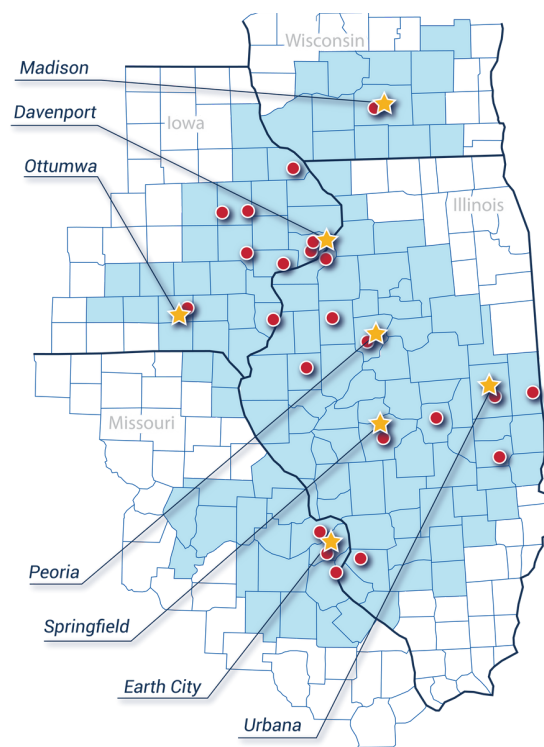 Wisconsin
Madison
Davenport
Iowa
Ottumwa
Illinois
Missouri
Peoria
Springfield
Earth City
Urbana